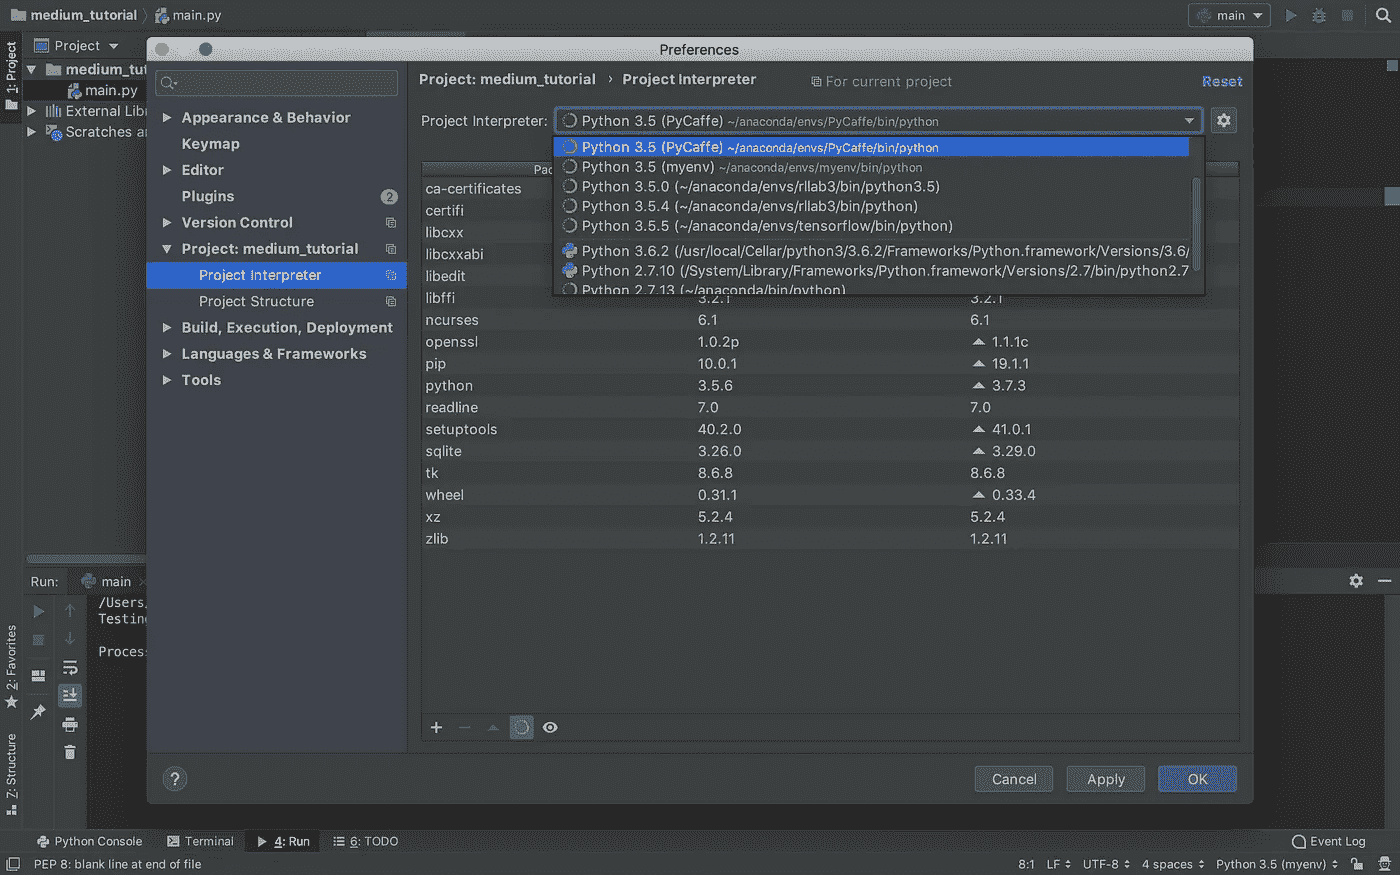 medium_tutorial main.py
main
Project
1: Project
medium_tut
main.py
External Lib
Scratches a
Preferences
Project: medium_tutorial › Project Interpreter
For current project
Reset
Appearance & Behavior
Keymap
Editor
Plugins 2
Version Control
Project: medium_tutorial
Project Interpreter
Project Structure
Build, Execution, Deployment
Languages & Frameworks
Tools
Project Interpreter: Python 3.5 (PyCaffe) ~/anaconda/envs/PyCaffe/bin/python
Python 3.5 (PyCaffe) ~/anaconda/envs/PyCaffe/bin/python
Python 3.5 (myenv) ~/anaconda/envs/myenv/bin/python
Python 3.5.0 (~/anaconda/envs/rllab3/bin/python3.5)
Python 3.5.4 (~/anaconda/envs/rllab3/bin/python)
Python 3.5.5 (~/anaconda/envs/tensorflow/bin/python)
Python 3.6.2 (/usr/local/Cellar/python3/3.6.2/Frameworks/Python.framework/Versions/3.6/
Python 2.7.10 (/System/Library/Frameworks/Python.framework/Versions/2.7/bin/python2.7
Python 2.7.13 (~/anaconda/bin/python)
Pac
ca-certificates
certifi
libcxx
libcxxabi
libedit
libffi 3.2.1 3.2.1
ncurses 6.1 6.1
openssl 1.0.2p 1.1.1c
pip 10.0.1 19.1.1
python 3.5.6 3.7.3
readline 7.0 7.0
setuptools 40.2.0 41.0.1
sqlite 3.26.0 3.29.0
tk 8.6.8 8.6.8
wheel 0.31.1 0.33.4
xz 5.2.4 5.2.4
zlib 1.2.11 1.2.11
? Cancel Apply OK
Run: main
/Users/
Testing
Proces
2: Favorites
Z: Structure
Python Console Terminal 4: Run 6: TODO Event Log
PEP 8: blank line at end of file 8:1 LF UTF-8 4 spaces Python 3.5 (myenv)